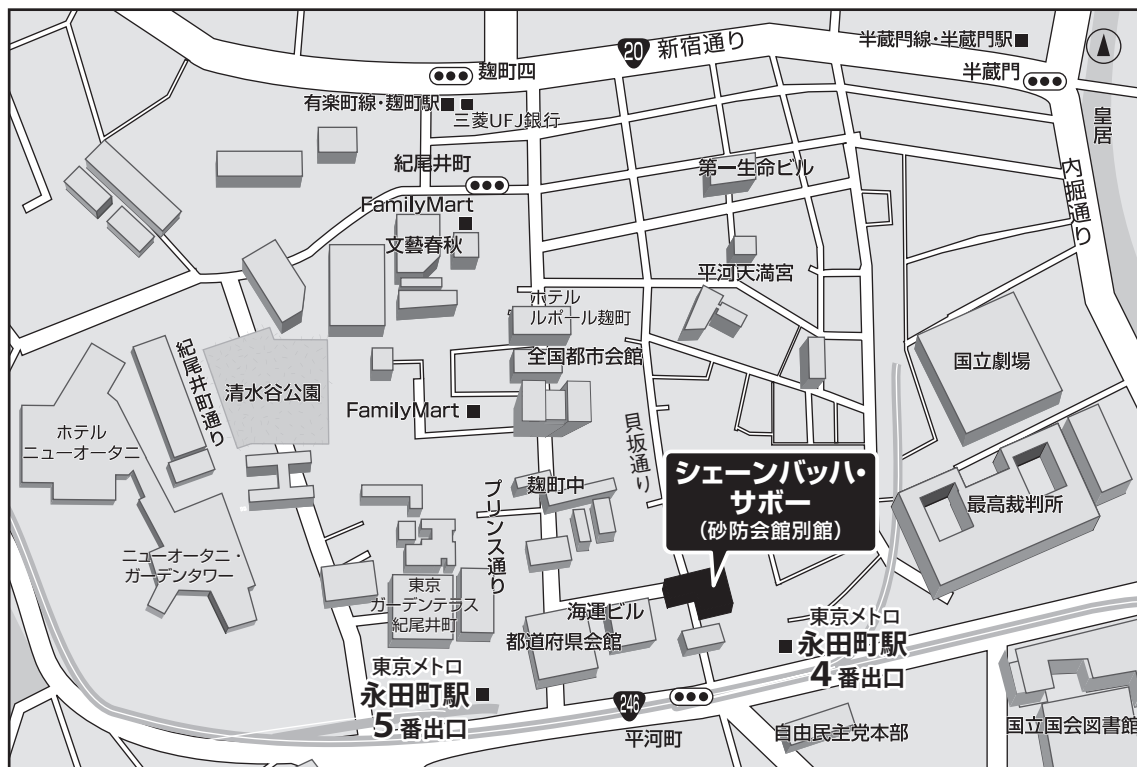 20
新宿通り
半蔵門線・半蔵門駅
麹町四
半蔵門
有楽町線・麹町駅
三菱UFJ銀行
皇居
紀尾井町
第一生命ビル
内堀通り
FamilyMart
文藝春秋
平河天満宮
ホテル
ルポール麹町
全国都市会館
国立劇場
紀尾井町通り
清水谷公園
FamilyMart
ホテル
ニューオータニ
貝坂通り
シェーンバッハ・
サボー
(砂防会館別館)
麹町中
プリンス通り
最高裁判所
ニューオータニ・
ガーデンタワー
東京
ガーデンテラス
紀尾井町
海運ビル
都道府県会館
東京メトロ
永田町駅
4番出口
東京メトロ
永田町駅
5番出口
246
平河町
自由民主党本部
国立国会図書館